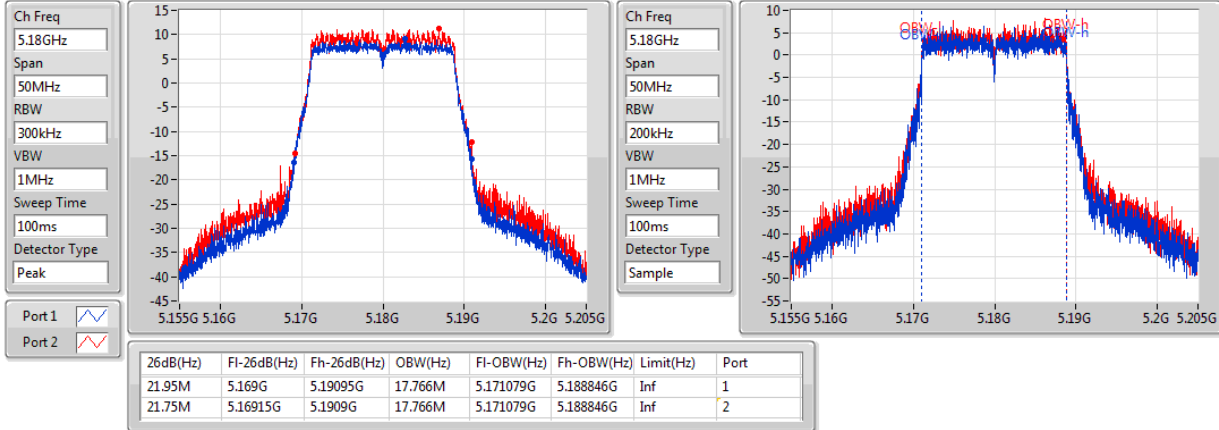 Ch Freq
5.18GHz
Span
50MHz
RBW
300kHz
VBW
1MHz
Sweep Time
100ms
Detector Type
Peak
Port 1
Port 2
15
10
5
0
-5
-10
-15
-20
-25
-30
-35
-40
-45
5.155G 5.16G 5.17G 5.18G 5.19G 5.2G 5.205G
Ch Freq
5.18GHz
Span
50MHz
RBW
200kHz
VBW
1MHz
Sweep Time
100ms
Detector Type
Sample
10
5
0
-5
-10
-15
-20
-25
-30
-35
-40
-45
-50
-55
OBW-h
OBW-h
5.155G 5.16G 5.17G 5.18G 5.19G 5.2G 5.205G
26dB(Hz) Fl-26dB(Hz) Fh-26dB(Hz) OBW(Hz) Fl-OBW(Hz) Fh-OBW(Hz) Limit(Hz) Port
21.95M 5.169G 5.19095G 17.766M 5.171079G 5.188846G Inf 1
21.75M 5.16915G 5.1909G 17.766M 5.171079G 5.188846G Inf 2